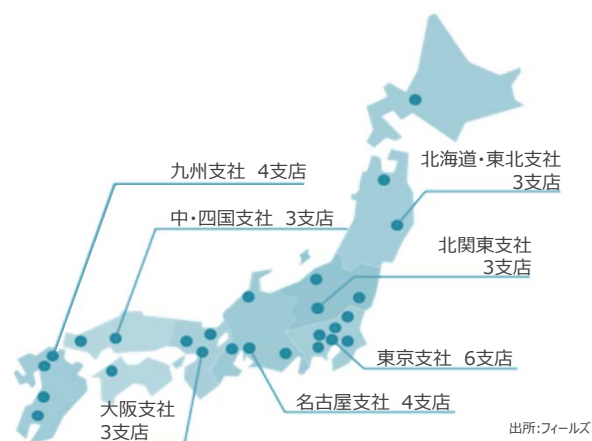 北海道・東北支社
3支店
九州支社 4支店
中・四国支社 3支店
北関東支社
3支店
東京支社 6支店
名古屋支社 4支店
大阪支社
3支店
出所:フィールズ